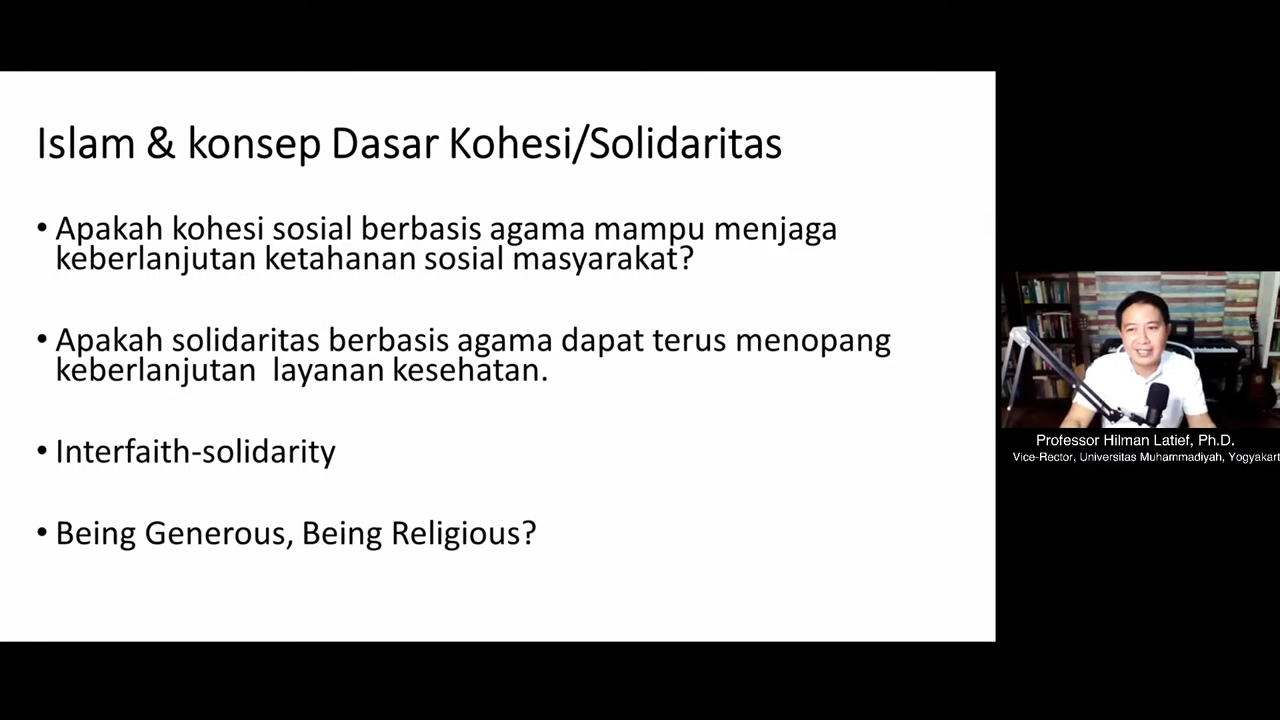 Islam & konsep Dasar Kohesi/Solidaritas
• Apakah kohesi sosial berbasis agama mampu menjaga
keberlanjutan ketahanan sosial masyarakat?
• Apakah solidaritas berbasis agama dapat terus menopang
keberlanjutan layanan kesehatan.
• Interfaith-solidarity
• Being Generous, Being Religious?
Professor Hilman Latief, Ph.D.
Vice-Rector, Universitas Muhammadiyah, Yogyakart